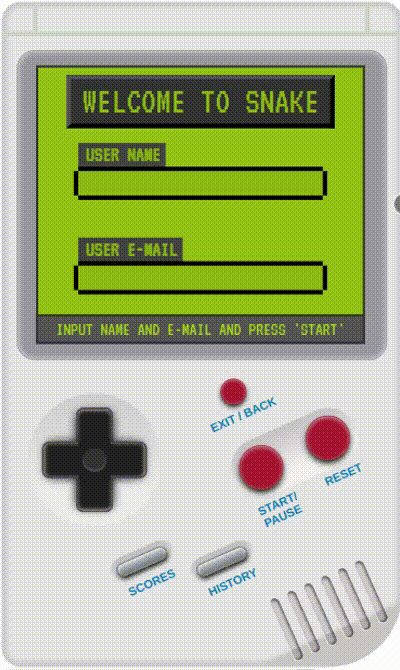 WELCOME TO SNAKE
USER NAME
USER E-MAIL
INPUT NAME AND E-MAIL AND PRESS 'START'
EXIT / BACK
START/
PAUSE
RESET
SCORES
HISTORY